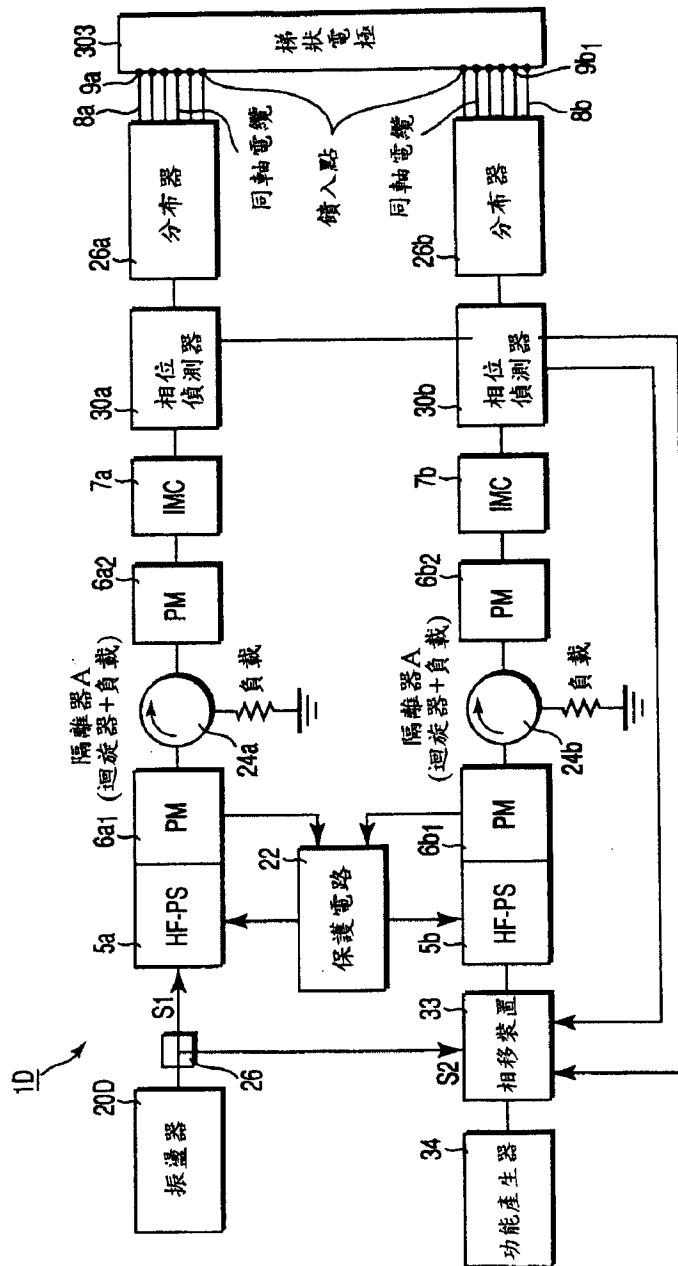 1D
20D
振盪器
26
S1
5a
HF-PS
6a1
PM
隔離器A
(迴旋器+負載)
24a
負載
6a2
PM
7a
IMC
30a
相位
偵測器
26a
分布器
8a
9a
同軸電纜
303
梯狀電極
饋入點
22
保護電路
34
功能產生器
33
S2
相移裝置
5b
HF-PS
6b1
PM
隔離器A
(迴旋器+負載)
24b
負載
6b2
PM
7b
IMC
30b
相位
偵測器
26b
分布器
同軸電纜
8b
9b1